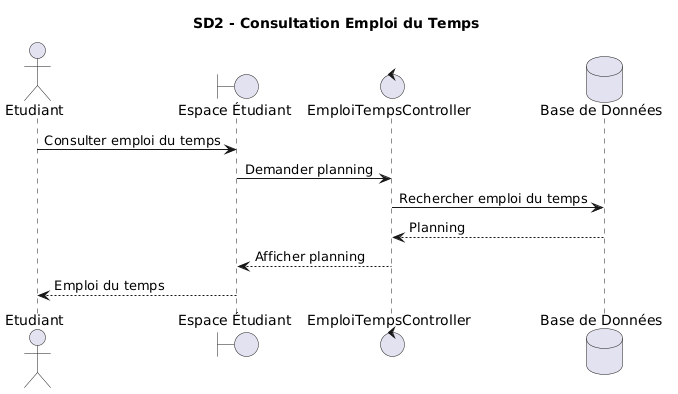 SD2 - Consultation Emploi du Temps
Etudiant
Espace Étudiant
EmploiTempsController
Base de Données
Consulter emploi du temps
Demander planning
Rechercher emploi du temps
Planning
Afficher planning
Emploi du temps
Etudiant
Espace Étudiant
EmploiTempsController
Base de Données